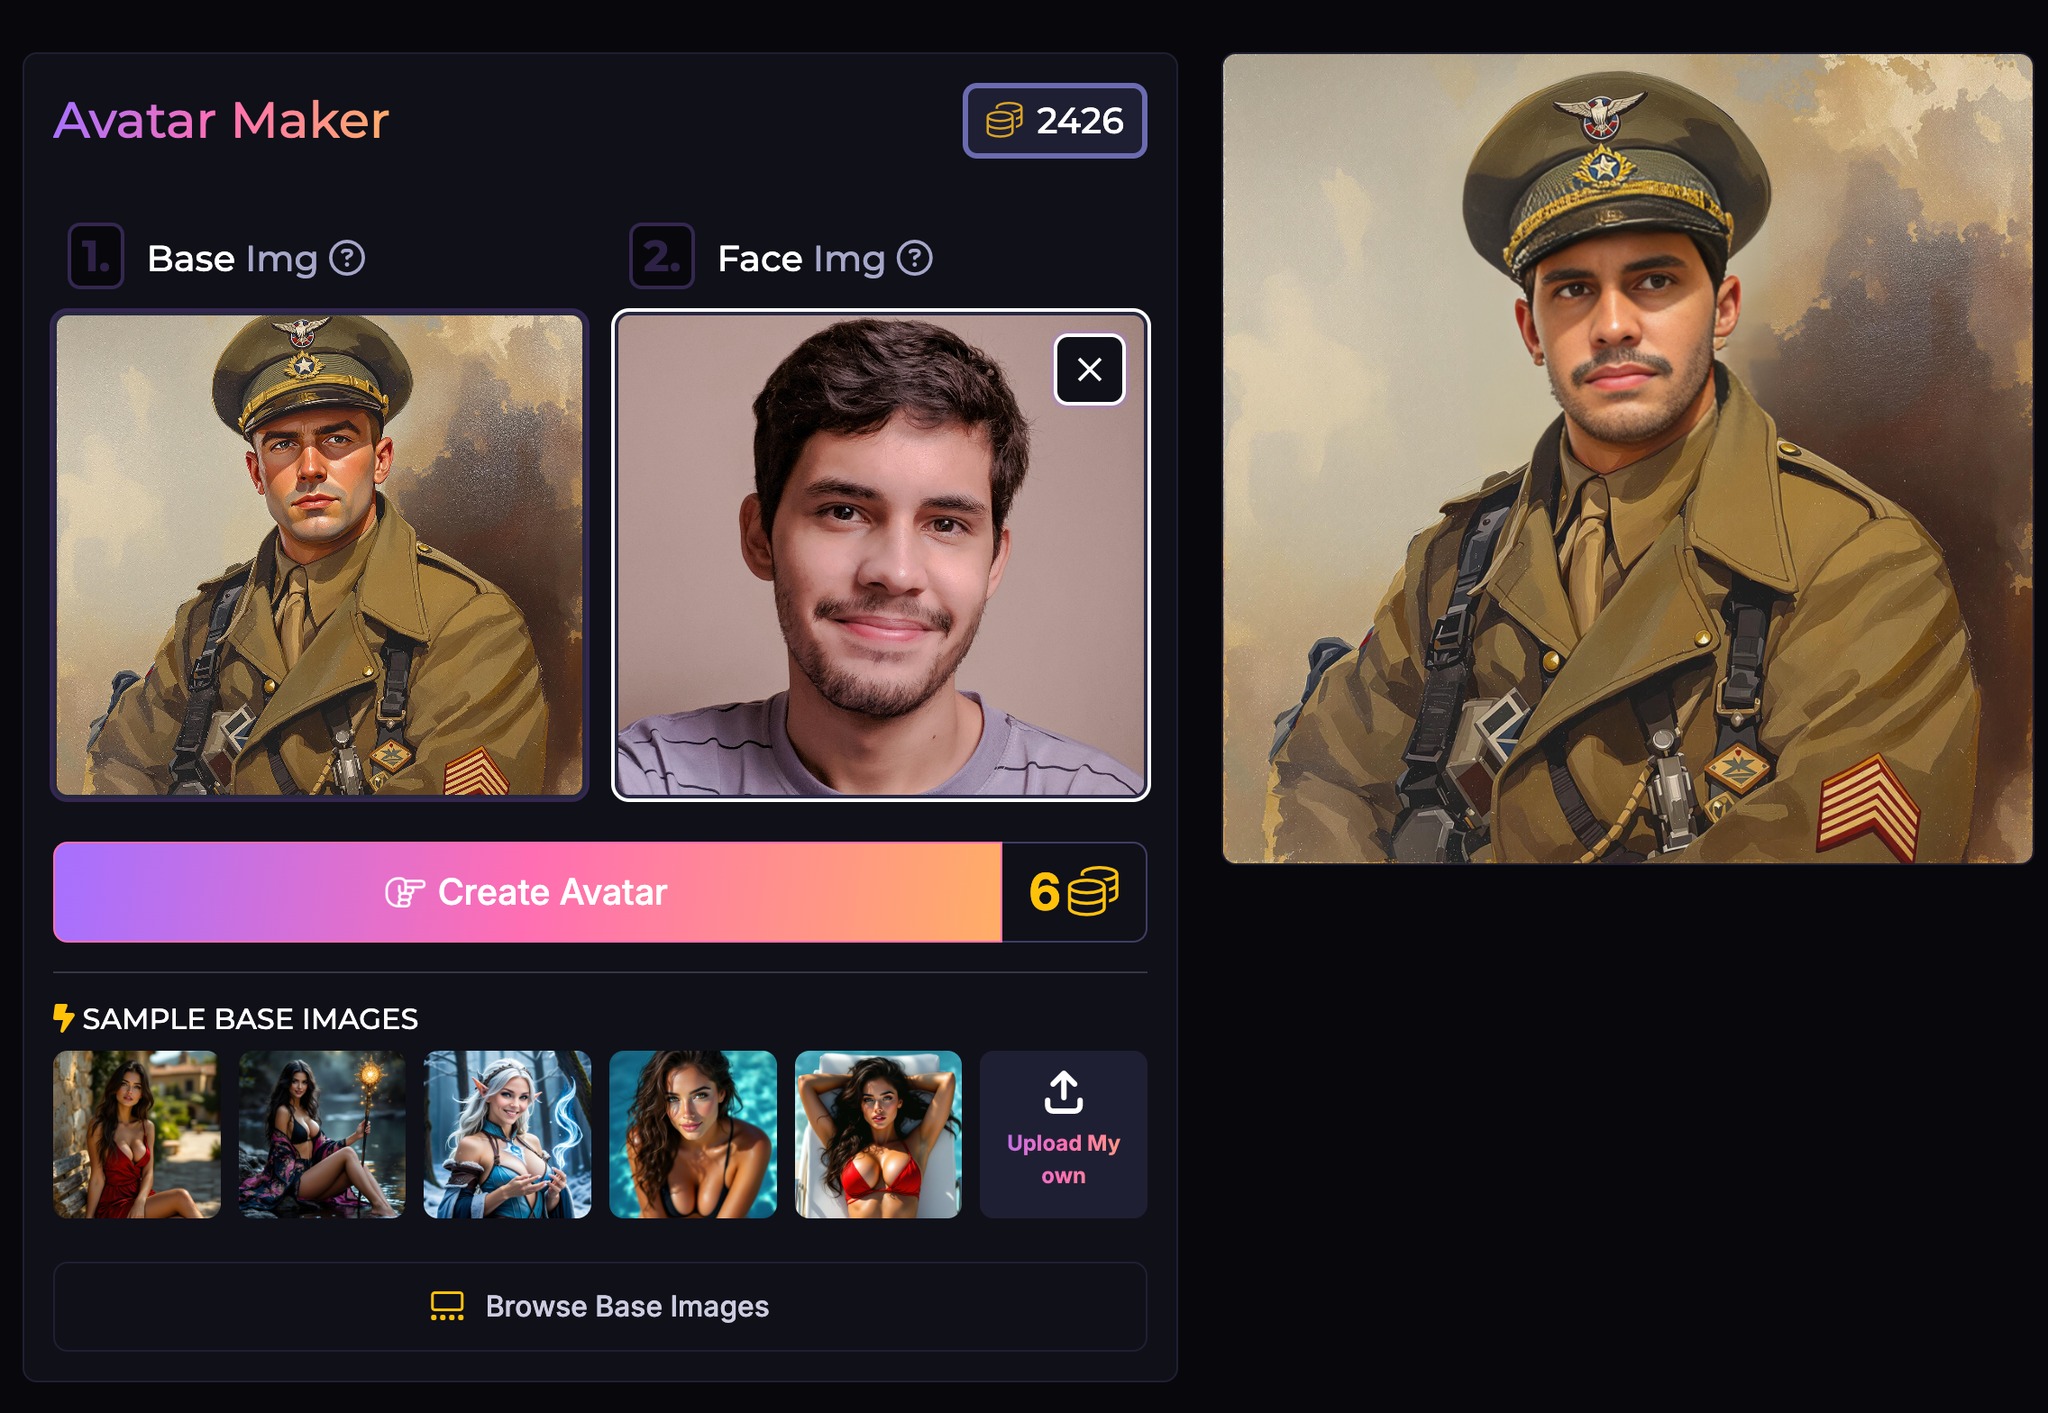 Avatar Maker
2426
1. Base Img ?
2. Face Img ?
Create Avatar
6
SAMPLE BASE IMAGES
Upload My
own
Browse Base Images